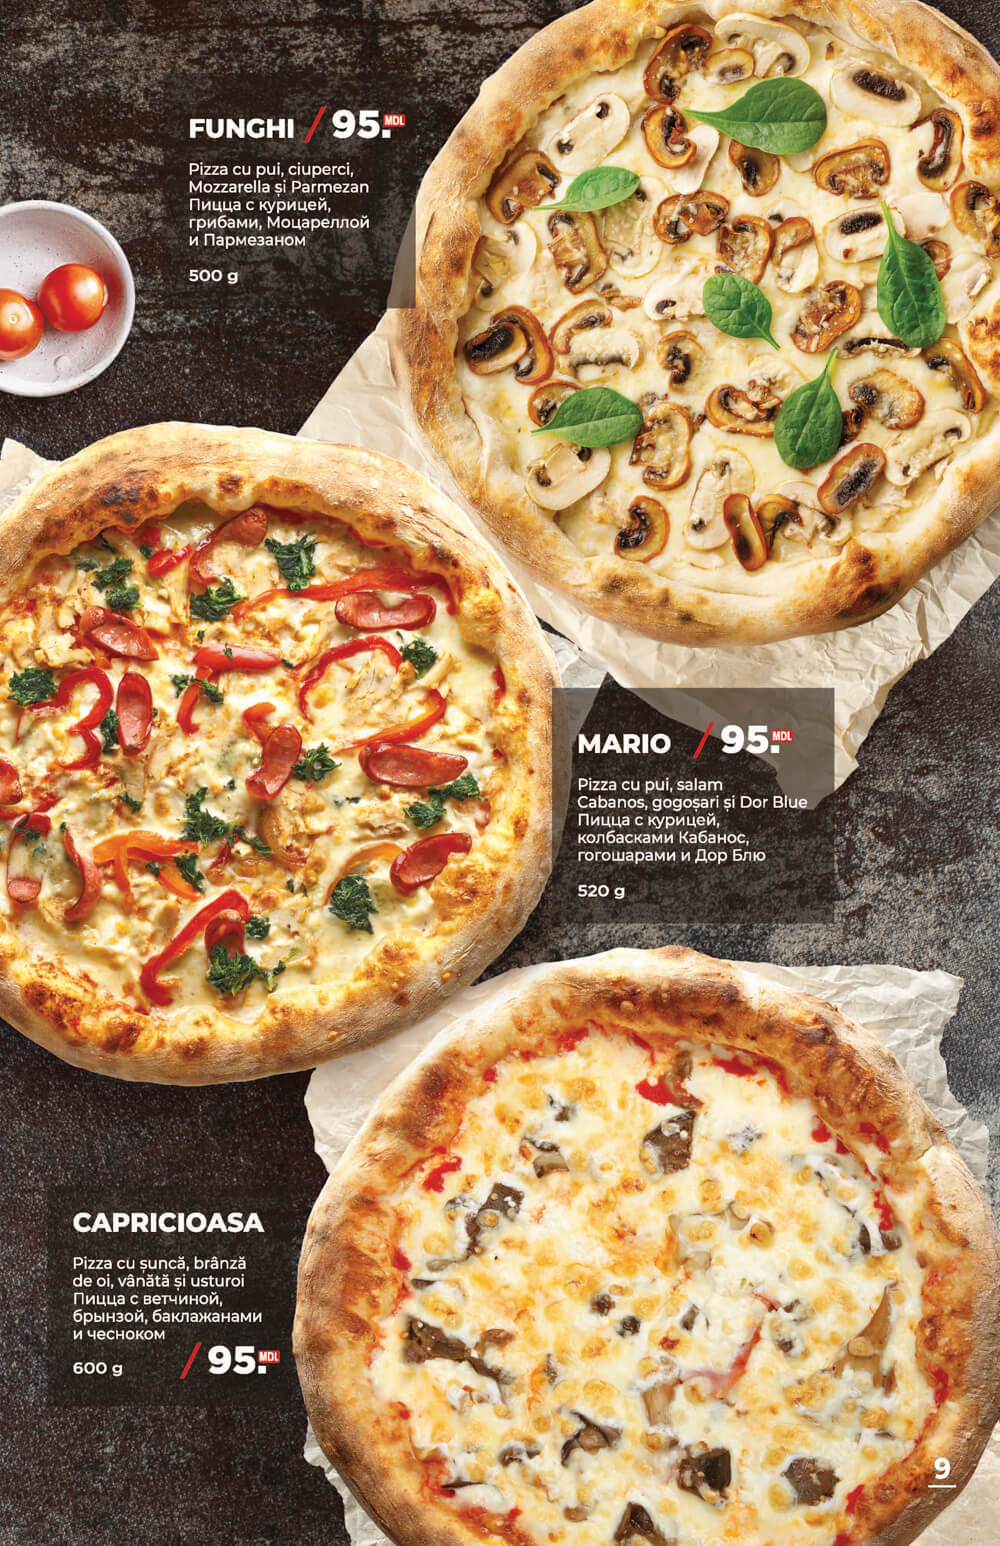 FUNGHI / 95. MDL
Pizza cu pui, ciuperci,
Mozzarella și Parmezan
Пицца с курицей,
грибами, Моцареллой
и Пармезаном
500 g
MARIO / 95. MDL
Pizza cu pui, salam
Cabanos, gogoșari și Dor Blue
Пицца с курицей,
колбасками Кабанос,
гогошарами и Дор Блю
520 g
CAPRICIOASA
Pizza cu șuncă, brânză
de oi, vânătă și usturoi
Пицца с ветчиной,
брынзой, баклажанами
и чесноком
600 g / 95. MDL
9